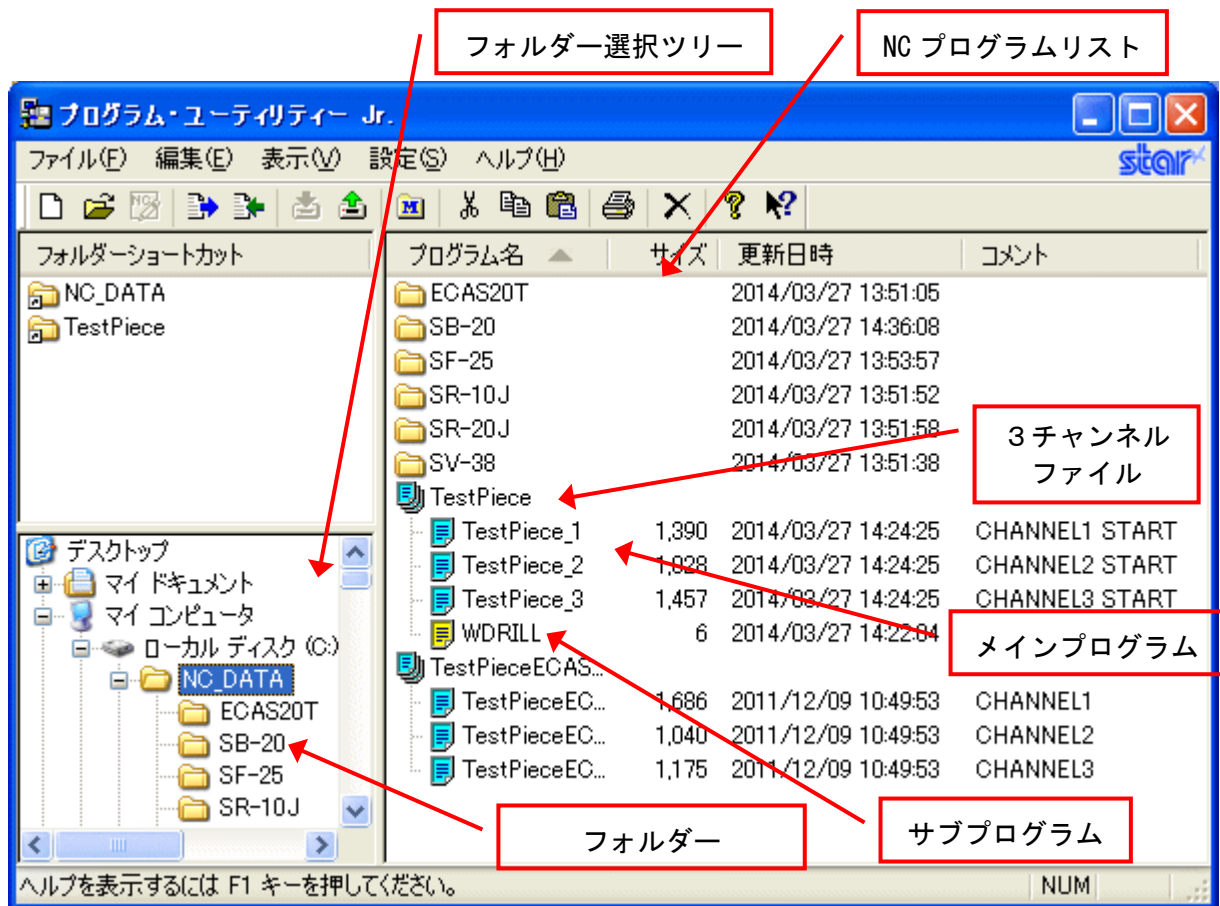 フォルダー選択ツリー
NC プログラムリスト
プログラム・ユーティリティー Jr.
ファイル(F) 編集(E) 表示(V) 設定(S) ヘルプ(H)
star
フォルダーショートカット
NC_DATA
TestPiece
プログラム名 サイズ 更新日時 コメント
ECAS20T 2014/03/27 13:51:05
SB-20 2014/03/27 14:36:08
SF-25 2014/03/27 13:53:57
SR-10J 2014/03/27 13:51:52
SR-20J 2014/03/27 13:51:58
SV-38 2014/03/27 13:51:38
TestPiece
TestPiece_1 1,390 2014/03/27 14:24:25 CHANNEL1 START
TestPiece_2 1,028 2014/03/27 14:24:25 CHANNEL2 START
TestPiece_3 1,457 2014/03/27 14:24:25 CHANNEL3 START
WDRILL 6 2014/03/27 14:22:04
TestPieceECAS...
TestPieceEC... 1,686 2011/12/09 10:49:53 CHANNEL1
TestPieceEC... 1,040 2011/12/09 10:49:53 CHANNEL2
TestPieceEC... 1,175 2011/12/09 10:49:53 CHANNEL3
3チャンネル
ファイル
メインプログラム
サブプログラム
デスクトップ
マイ ドキュメント
マイ コンピュータ
ローカル ディスク (C:)
NC_DATA
ECAS20T
SB-20
SF-25
SR-10J
フォルダー
ヘルプを表示するには F1 キーを押してください。
NUM